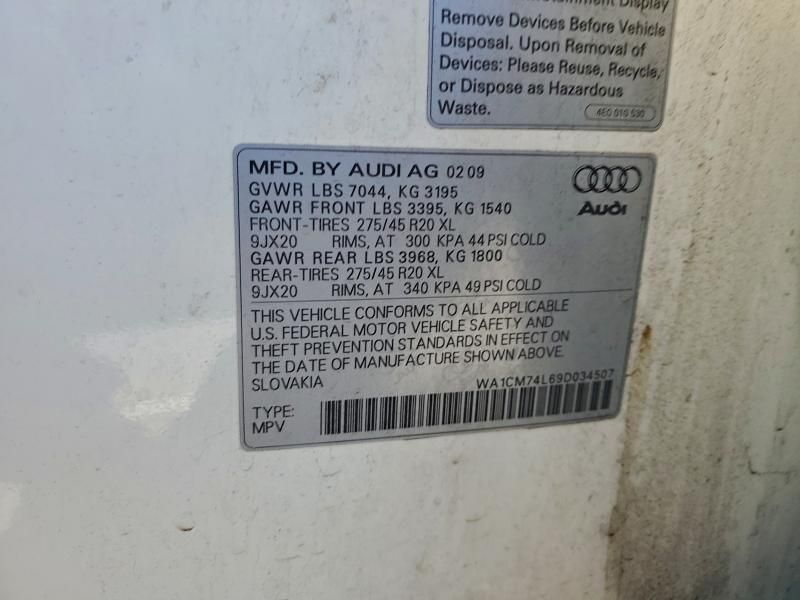 Display
Remove Devices Before Vehicle
Disposal. Upon Removal of
Devices: Please Reuse, Recycle,
or Dispose as Hazardous
Waste.
4E0 010 530
MFD. BY AUDI AG 02 09
GVWR LBS 7044, KG 3195
GAWR FRONT LBS 3395, KG 1540
FRONT-TIRES 275/45 R20 XL
9JX20 RIMS, AT 300 KPA 44 PSI COLD
GAWR REAR LBS 3968, KG 1800
REAR-TIRES 275/45 R20 XL
9JX20 RIMS, AT 340 KPA 49 PSI COLD
Audi
THIS VEHICLE CONFORMS TO ALL APPLICABLE
U.S. FEDERAL MOTOR VEHICLE SAFETY AND
THEFT PREVENTION STANDARDS IN EFFECT ON
THE DATE OF MANUFACTURE SHOWN ABOVE.
SLOVAKIA WA1CM74L69D034507
TYPE:
MPV